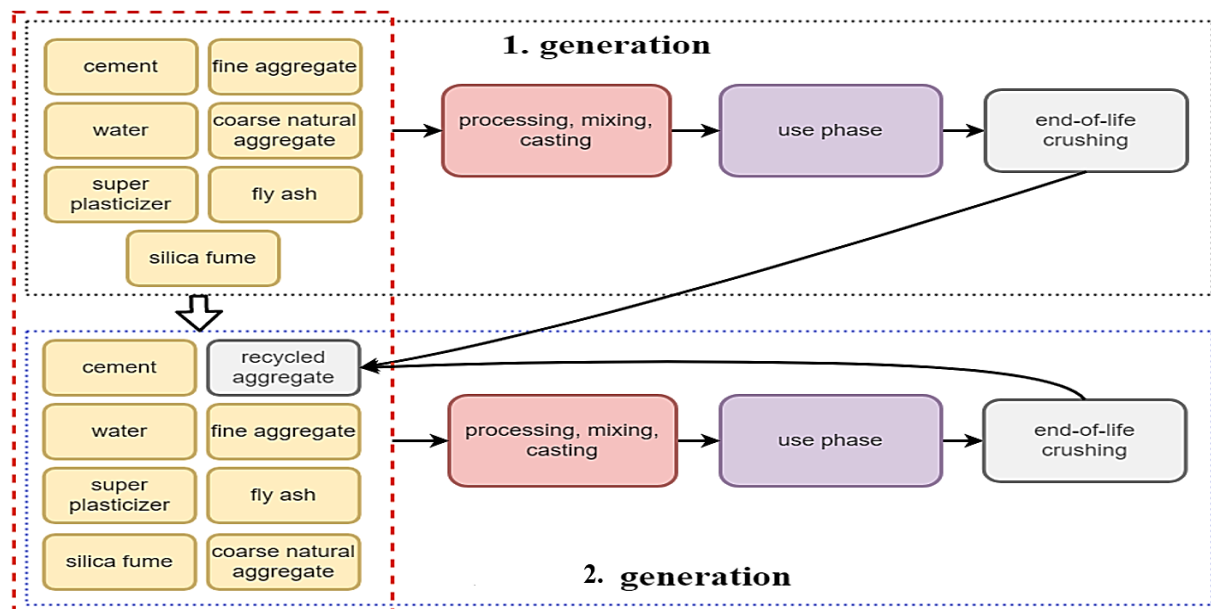 1. generation
cement
fine aggregate
water
coarse natural
aggregate
super
plasticizer
fly ash
silica fume
processing, mixing,
casting
use phase
end-of-life
crushing
cement
recycled
aggregate
water
fine aggregate
super
plasticizer
fly ash
silica fume
coarse natural
aggregate
processing, mixing,
casting
use phase
end-of-life
crushing
2. generation